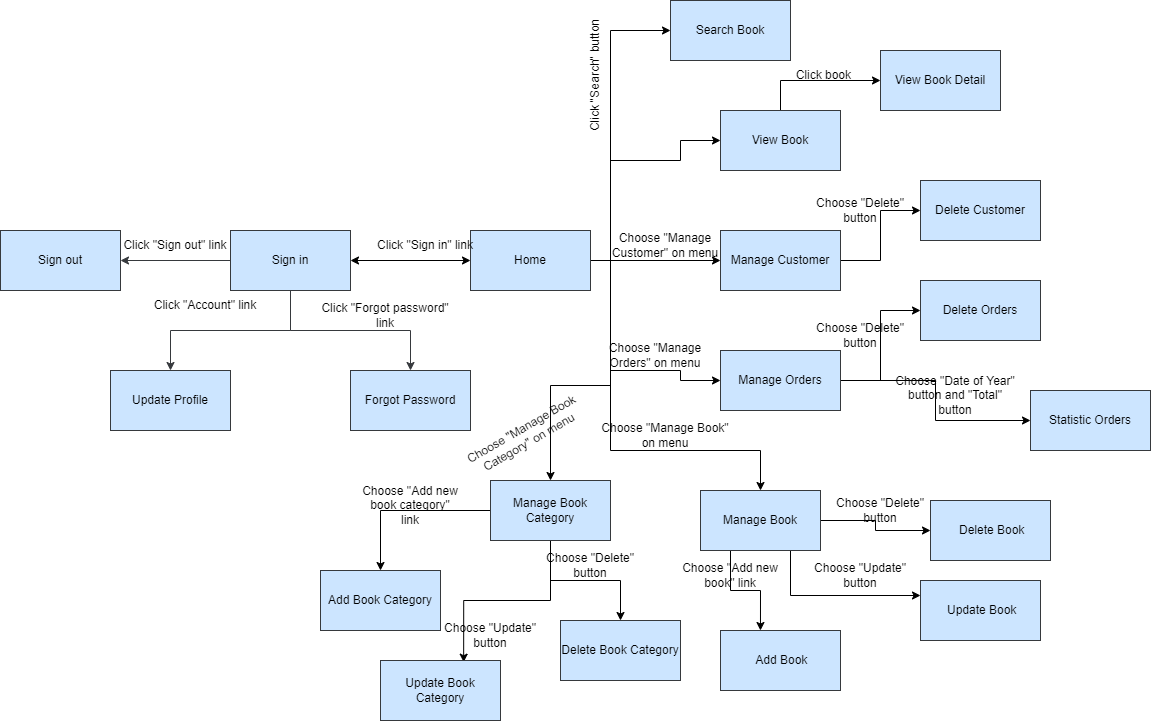 Search Book
Click "Search" button
Click book
View Book Detail
View Book
Choose "Delete"
button
Delete Customer
Sign out
Click "Sign out" link
Sign in
Click "Sign in" link
Home
Choose "Manage
Customer" on menu
Manage Customer
Click "Account" link
Click "Forgot password"
link
Update Profile
Forgot Password
Choose "Manage
Orders" on menu
Manage Orders
Choose "Delete"
button
Delete Orders
Choose "Date of Year"
button and "Total"
button
Statistic Orders
Choose "Manage Book
Category" on menu
Choose "Manage Book"
on menu
Choose "Add new
book category"
link
Manage Book
Category
Manage Book
Choose "Delete"
button
Delete Book
Add Book Category
Choose "Delete"
button
Choose "Add new
book" link
Choose "Update"
button
Update Book
Choose "Update"
button
Delete Book Category
Add Book
Update Book
Category